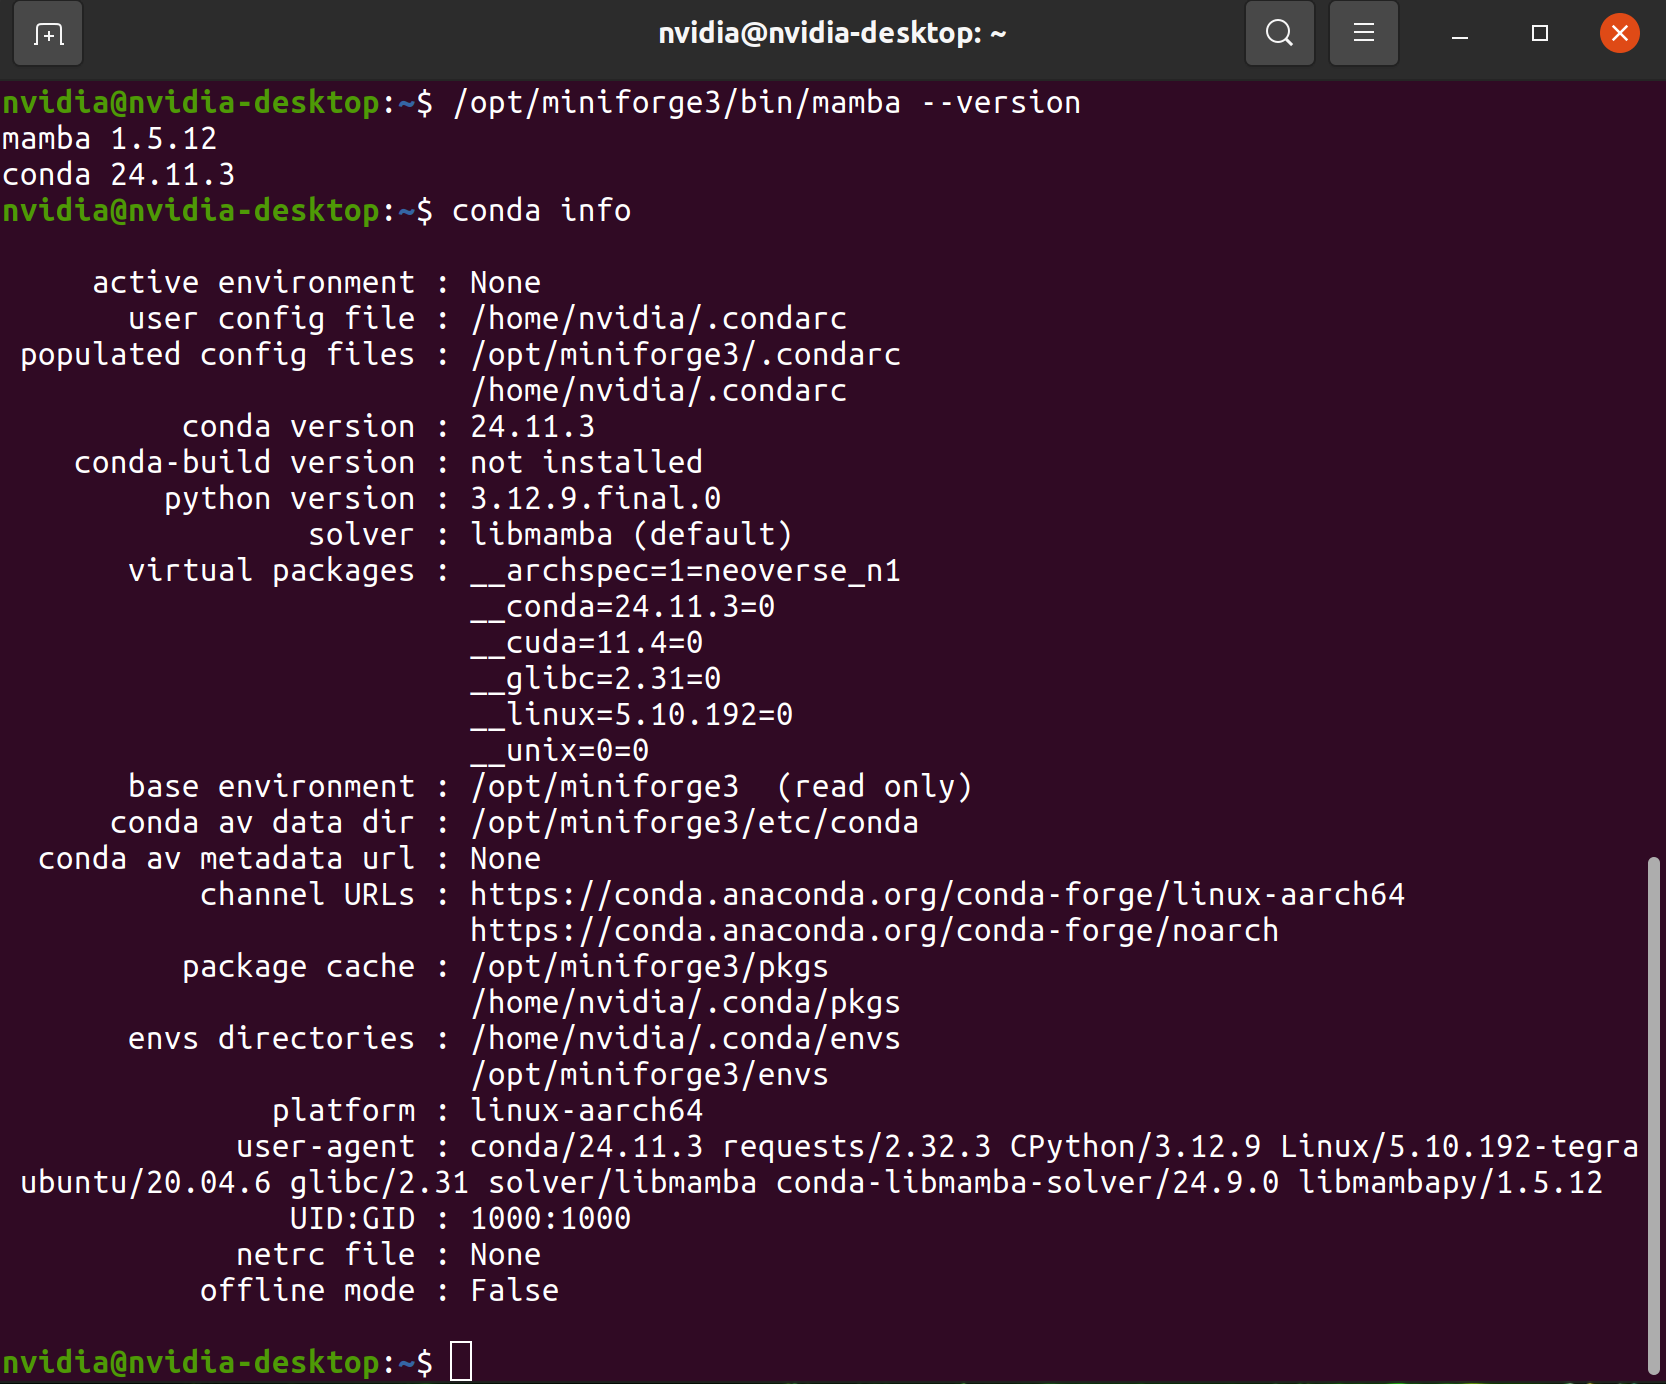 nvidia@nvidia-desktop: ~
nvidia@nvidia-desktop:~$ /opt/miniforge3/bin/mamba --version
mamba 1.5.12
conda 24.11.3
nvidia@nvidia-desktop:~$ conda info
active environment : None
user config file : /home/nvidia/.condarc
populated config files : /opt/miniforge3/.condarc
/home/nvidia/.condarc
conda version : 24.11.3
conda-build version : not installed
python version : 3.12.9.final.0
solver : libmamba (default)
virtual packages : __archspec=1=neoverse_n1
__conda=24.11.3=0
__cuda=11.4=0
__glibc=2.31=0
__linux=5.10.192=0
__unix=0=0
base environment : /opt/miniforge3  (read only)
conda av data dir : /opt/miniforge3/etc/conda
conda av metadata url : None
channel URLs : https://conda.anaconda.org/conda-forge/linux-aarch64
https://conda.anaconda.org/conda-forge/noarch
package cache : /opt/miniforge3/pkgs
/home/nvidia/.conda/pkgs
envs directories : /home/nvidia/.conda/envs
/opt/miniforge3/envs
platform : linux-aarch64
user-agent : conda/24.11.3 requests/2.32.3 CPython/3.12.9 Linux/5.10.192-tegra
ubuntu/20.04.6 glibc/2.31 solver/libmamba conda-libmamba-solver/24.9.0 libmambapy/1.5.12
UID:GID : 1000:1000
netrc file : None
offline mode : False
nvidia@nvidia-desktop:~$